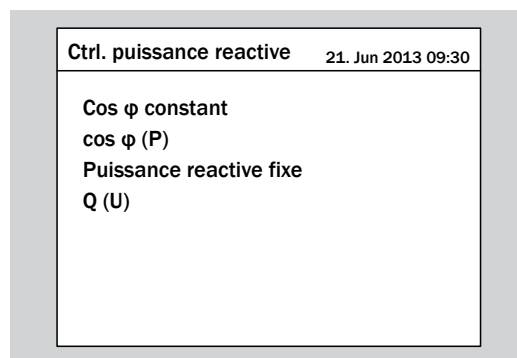 Ctrl. puissance reactive 21. Jun 2013 09:30
Cos φ constant
cos φ (P)
Puissance reactive fixe
Q (U)